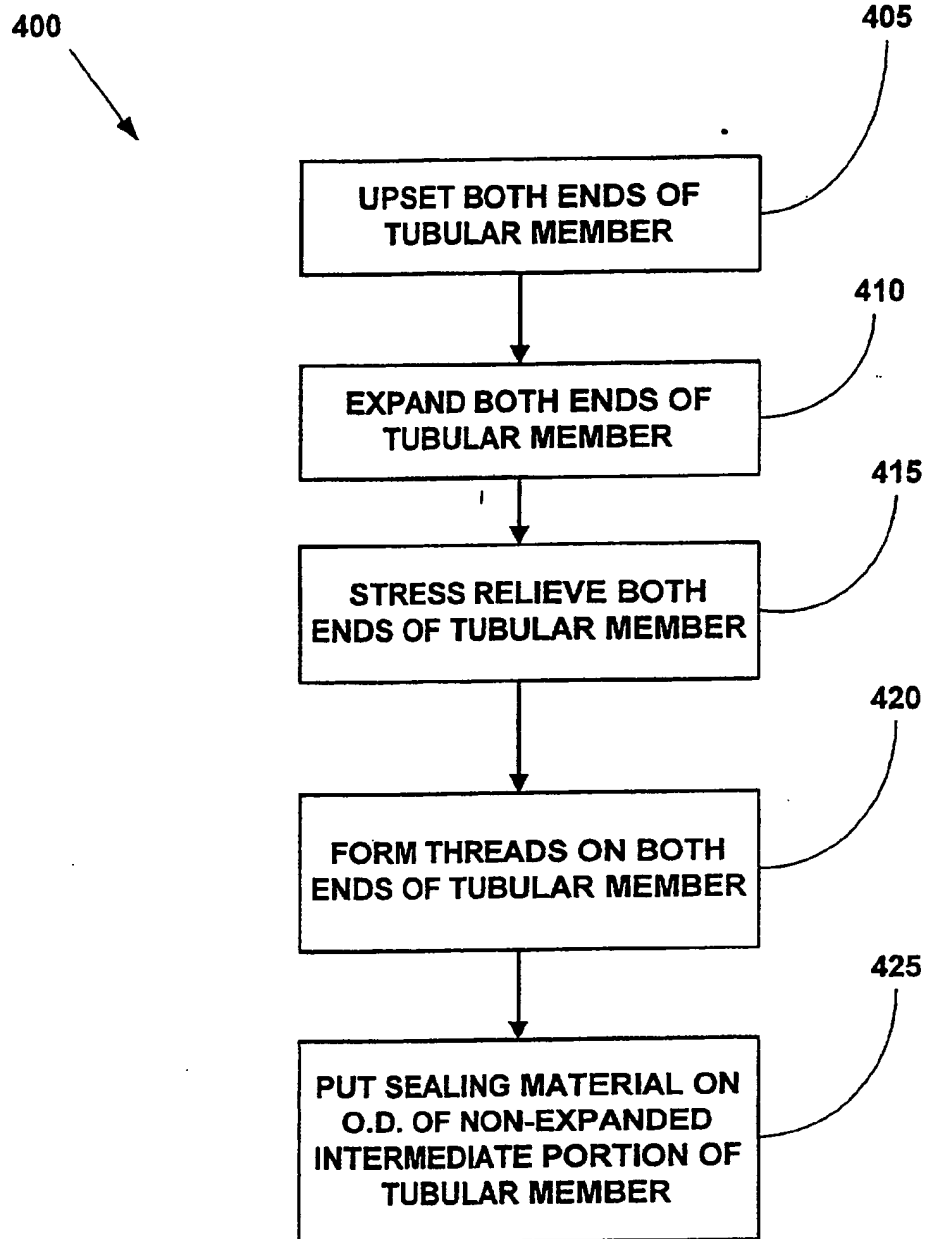 400
405
UPSET BOTH ENDS OF
TUBULAR MEMBER
410
EXPAND BOTH ENDS OF
TUBULAR MEMBER
415
STRESS RELIEVE BOTH
ENDS OF TUBULAR MEMBER
420
FORM THREADS ON BOTH
ENDS OF TUBULAR MEMBER
425
PUT SEALING MATERIAL ON
O.D. OF NON-EXPANDED
INTERMEDIATE PORTION OF
TUBULAR MEMBER